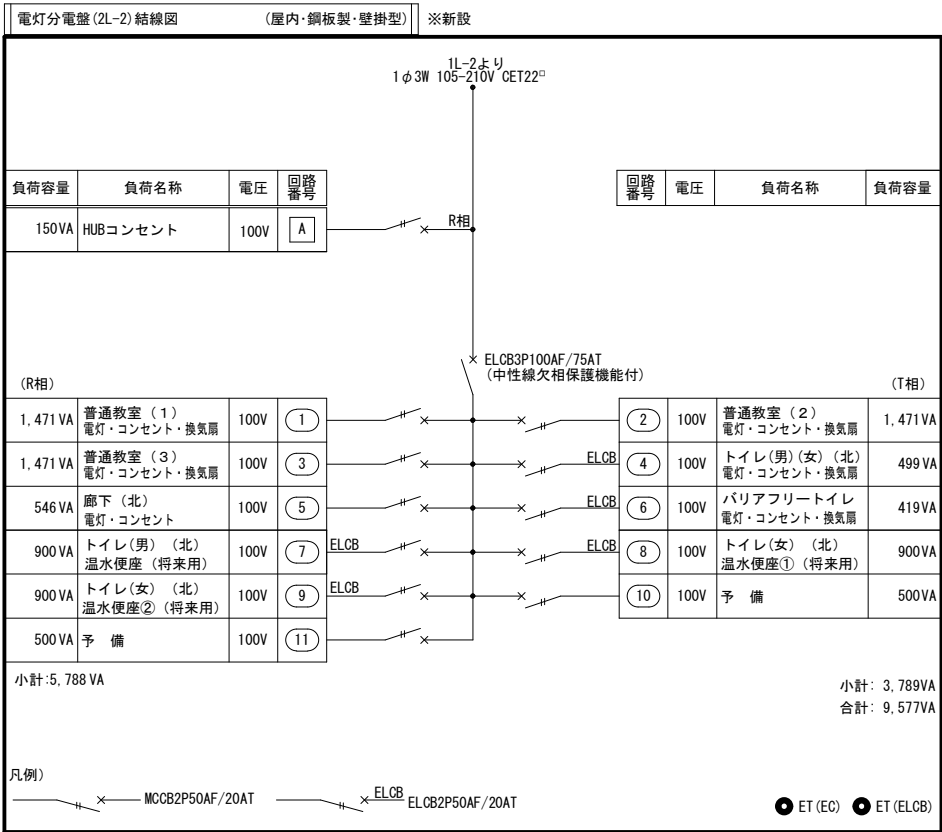 電灯分電盤(2L-2)結線図 (屋内･鋼板製･壁掛型) ※新設
1L-2より
1φ3W 105-210V CET22□
負荷容量 負荷名称 電圧 回路番号 回路番号 電圧 負荷名称 負荷容量
150VA HUBコンセント 100V A R相
ELCB3P100AF/75AT
(中性線欠相保護機能付)
(R相) (T相)
1,471VA 普通教室（１） 100V 1 2 100V 普通教室（２） 1,471VA
電灯・コンセント・換気扇 電灯・コンセント・換気扇
1,471VA 普通教室（３） 100V 3 ELCB 4 100V トイレ(男)(女)（北） 499VA
電灯・コンセント・換気扇 電灯・コンセント・換気扇
546VA 廊下（北） 100V 5 ELCB 6 100V バリアフリートイレ 419VA
電灯・コンセント 電灯・コンセント・換気扇
900VA トイレ(男)（北） 100V 7 ELCB ELCB 8 100V トイレ(女)（北） 900VA
温水便座（将来用） 温水便座①（将来用）
900VA トイレ(女)（北） 100V 9 ELCB 10 100V 予　備 500VA
温水便座②（将来用）
500VA 予　備 100V 11
小計:5,788VA 小計: 3,789VA
合計: 9,577VA
凡例)
MCCB2P50AF/20AT ELCB ELCB2P50AF/20AT ET(EC) ET(ELCB)